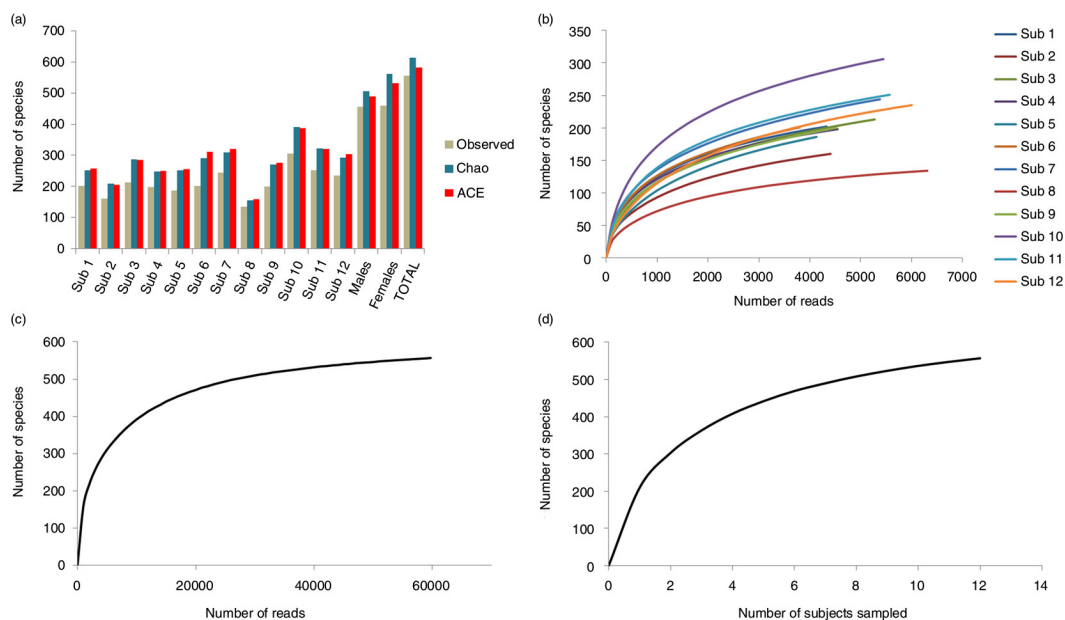 (a)
Number of species
700
600
500
400
300
200
100
0
Sub 1
Sub 2
Sub 3
Sub 4
Sub 5
Sub 6
Sub 7
Sub 8
Sub 9
Sub 10
Sub 11
Sub 12
Males
Females
TOTAL
Observed
Chao
ACE
(b)
Number of species
350
300
250
200
150
100
50
0
0 1000 2000 3000 4000 5000 6000 7000
Number of reads
Sub 1
Sub 2
Sub 3
Sub 4
Sub 5
Sub 6
Sub 7
Sub 8
Sub 9
Sub 10
Sub 11
Sub 12
(c)
Number of species
600
500
400
300
200
100
0
0 20000 40000 60000
Number of reads
(d)
Number of species
600
500
400
300
200
100
0
0 2 4 6 8 10 12 14
Number of subjects sampled